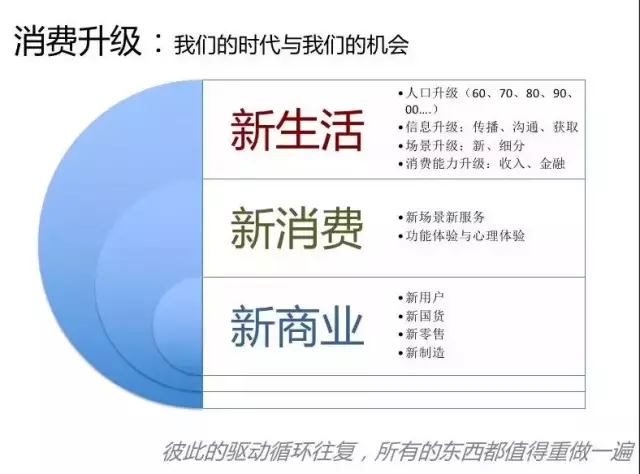 消费升级：我们的时代与我们的机会
新生活
• 人口升级（60、70、80、90、
00….）
• 信息升级：传播、沟通、获取
• 场景升级：新、细分
• 消费能力升级：收入、金融
新消费
• 新场景新服务
• 功能体验与心理体验
新商业
• 新用户
• 新国货
• 新零售
• 新制造
彼此的驱动循环往复，所有的东西都值得重做一遍